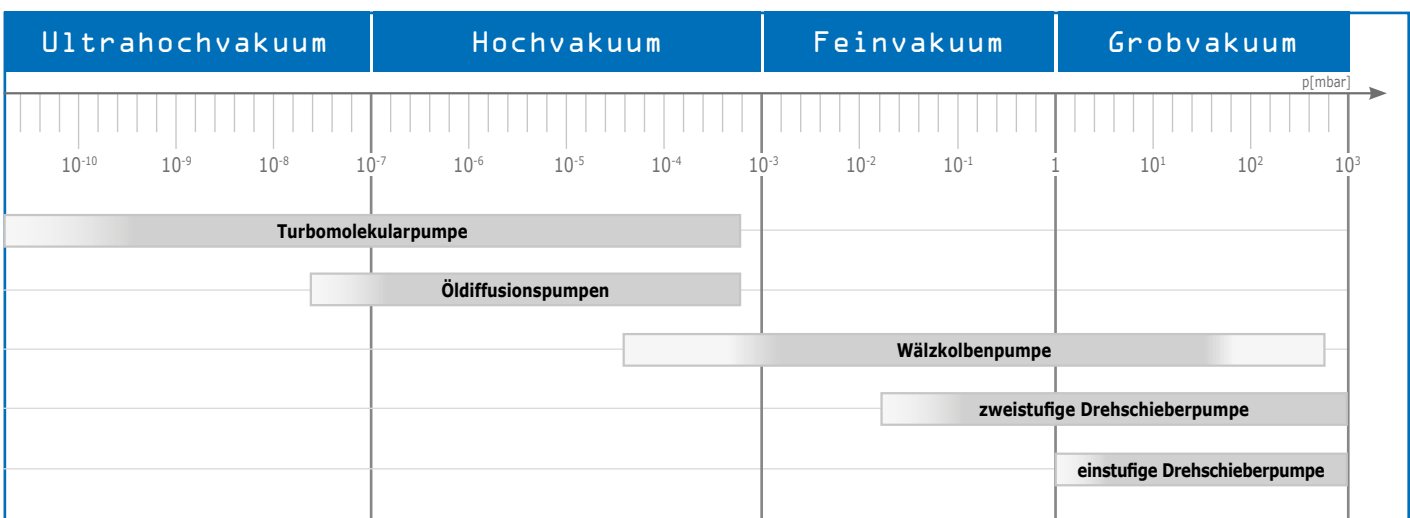 Ultrahochvakuum Hochvakuum Feinvakuum Grobvakuum
p[mbar]
10⁻¹⁰ 10⁻⁹ 10⁻⁸ 10⁻⁷ 10⁻⁶ 10⁻⁵ 10⁻⁴ 10⁻³ 10⁻² 10⁻¹ 1 10¹ 10² 10³
Turbomolekularpumpe
Öldiffusionspumpen
Wälzkolbenpumpe
zweistufige Drehschieberpumpe
einstufige Drehschieberpumpe